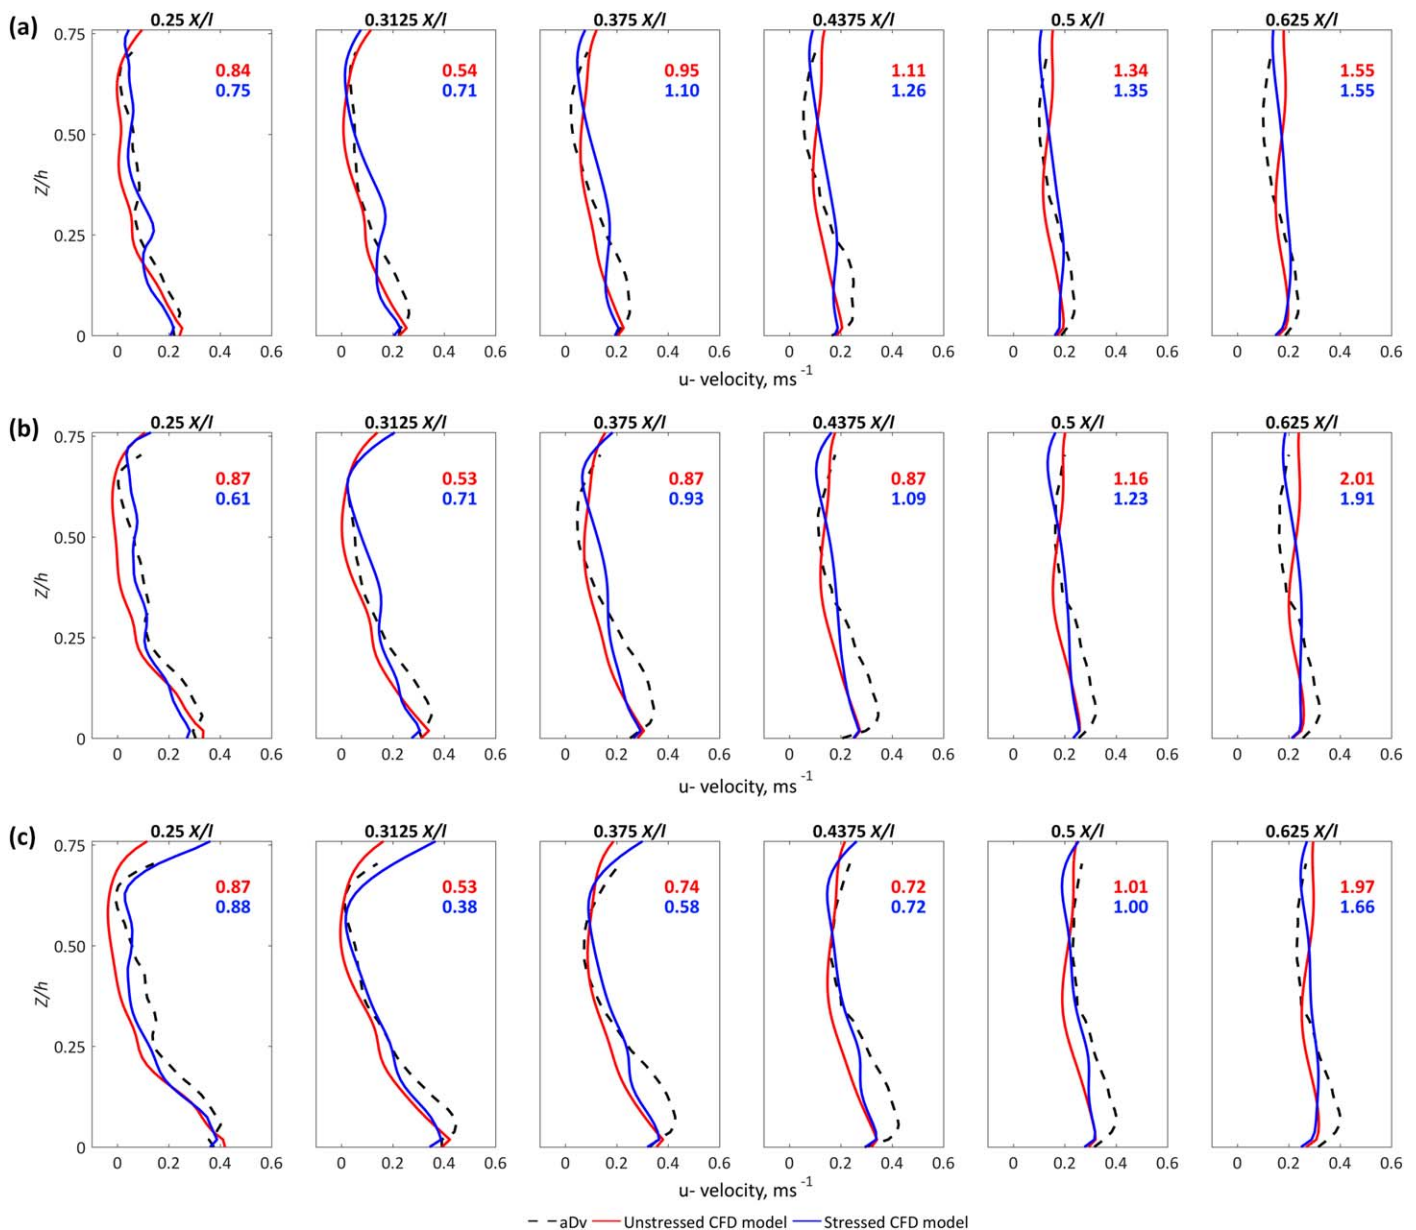 (a)
0.25 X/l 0.3125 X/l 0.375 X/l 0.4375 X/l 0.5 X/l 0.625 X/l
0.75
0.84 0.54 0.95 1.11 1.34 1.55
0.75 0.71 1.10 1.26 1.35 1.55
0.50
Z/h
0.25
0
0 0.2 0.4 0.6 0 0.2 0.4 0.6 0 0.2 0.4 0.6 0 0.2 0.4 0.6 0 0.2 0.4 0.6 0 0.2 0.4 0.6
u- velocity, ms⁻¹
(b)
0.25 X/l 0.3125 X/l 0.375 X/l 0.4375 X/l 0.5 X/l 0.625 X/l
0.75
0.87 0.53 0.87 0.87 1.16 2.01
0.61 0.71 0.93 1.09 1.23 1.91
0.50
Z/h
0.25
0
0 0.2 0.4 0.6 0 0.2 0.4 0.6 0 0.2 0.4 0.6 0 0.2 0.4 0.6 0 0.2 0.4 0.6 0 0.2 0.4 0.6
u- velocity, ms⁻¹
(c)
0.25 X/l 0.3125 X/l 0.375 X/l 0.4375 X/l 0.5 X/l 0.625 X/l
0.75
0.87 0.53 0.74 0.72 1.01 1.97
0.88 0.38 0.58 0.72 1.00 1.66
0.50
Z/h
0.25
0
0 0.2 0.4 0.6 0 0.2 0.4 0.6 0 0.2 0.4 0.6 0 0.2 0.4 0.6 0 0.2 0.4 0.6 0 0.2 0.4 0.6
u- velocity, ms⁻¹
aDv Unstressed CFD model Stressed CFD model